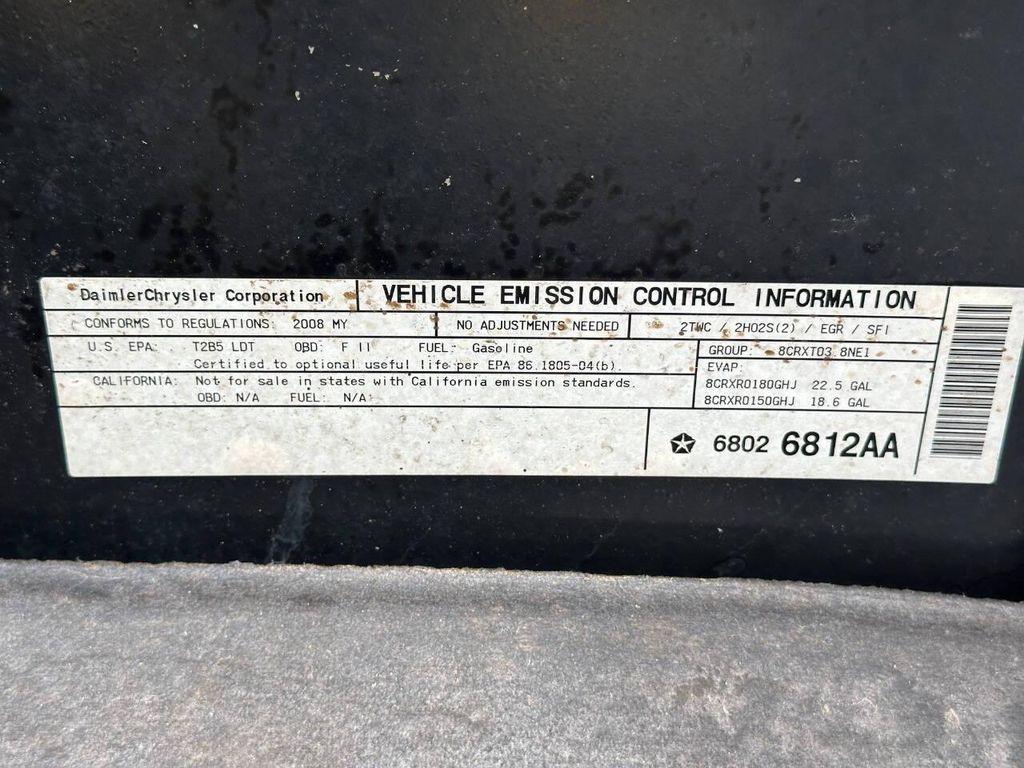 DaimlerChrysler Corporation
VEHICLE EMISSION CONTROL INFORMATION
CONFORMS TO REGULATIONS: 2008 MY
NO ADJUSTMENTS NEEDED
2TWC / 2HO2S(2) / EGR / SFI
U.S. EPA: T2B5 LDT OBD: F II FUEL: Gasoline
Certified to optional useful life per EPA 86.1805-04(b).
CALIFORNIA: Not for sale in states with California emission standards.
OBD: N/A FUEL: N/A
GROUP: 8CRXT03.8NE1
EVAP:
8CRXR0180GHJ 22.5 GAL
8CRXR0150GHJ 18.6 GAL
6802 6812AA